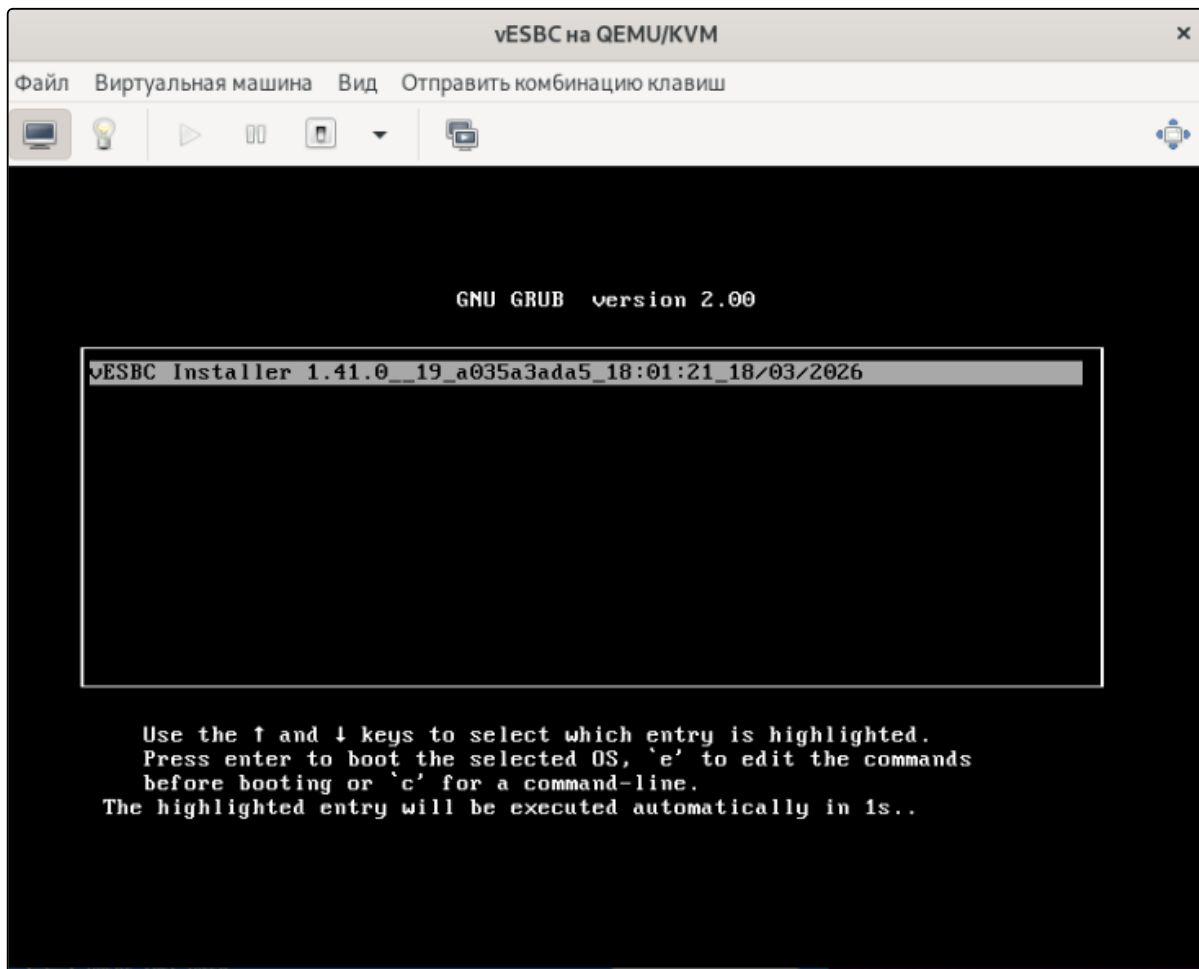 vESBC на QEMU/KVM
Файл Виртуальная машина Вид Отправить комбинацию клавиш
GNU GRUB version 2.00
vESBC Installer 1.41.0__19_a035a3ada5_18:01:21_18/03/2026
Use the ↑ and ↓ keys to select which entry is highlighted.
Press enter to boot the selected OS, `e' to edit the commands
before booting or `c' for a command-line.
The highlighted entry will be executed automatically in 1s..